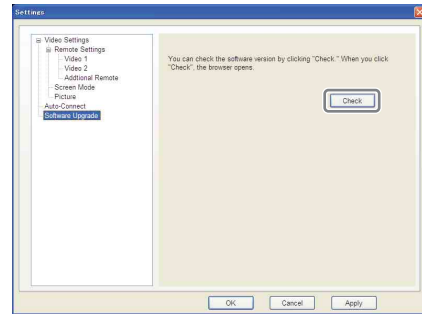 Settings
Video Settings
Remote Settings
Video 1
Video 2
Addtional Remote
Screen Mode
Picture
Auto-Connect
Software Upgrade
You can check the software version by clicking "Check." When you click
"Check", the browser opens.
Check
OK
Cancel
Apply